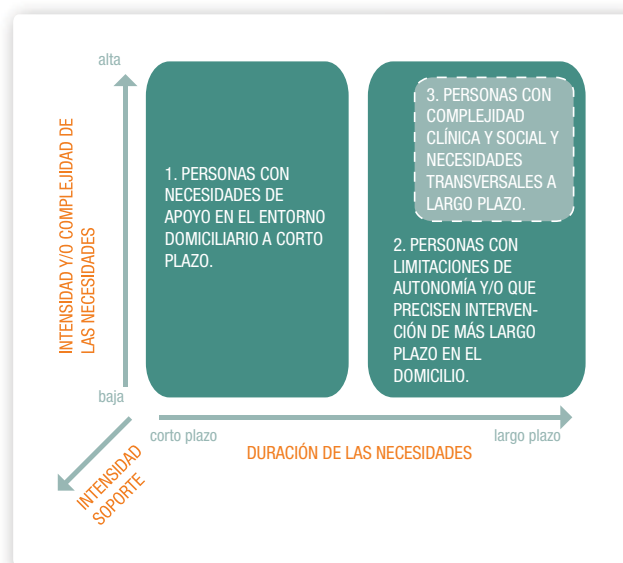 alta
INTENSIDAD Y/O COMPLEJIDAD DE
LAS NECESIDADES
1. PERSONAS CON
NECESIDADES DE
APOYO EN EL ENTORNO
DOMICILIARIO A CORTO
PLAZO.
3. PERSONAS CON
COMPLEJIDAD
CLÍNICA Y SOCIAL Y
NECESIDADES
TRANSVERSALES A
LARGO PLAZO.
2. PERSONAS CON
LIMITACIONES DE
AUTONOMÍA Y/O QUE
PRECISEN INTERVEN-
CIÓN DE MÁS LARGO
PLAZO EN EL
DOMICILIO.
baja
corto plazo
largo plazo
DURACIÓN DE LAS NECESIDADES
INTENSIDAD
SOPORTE